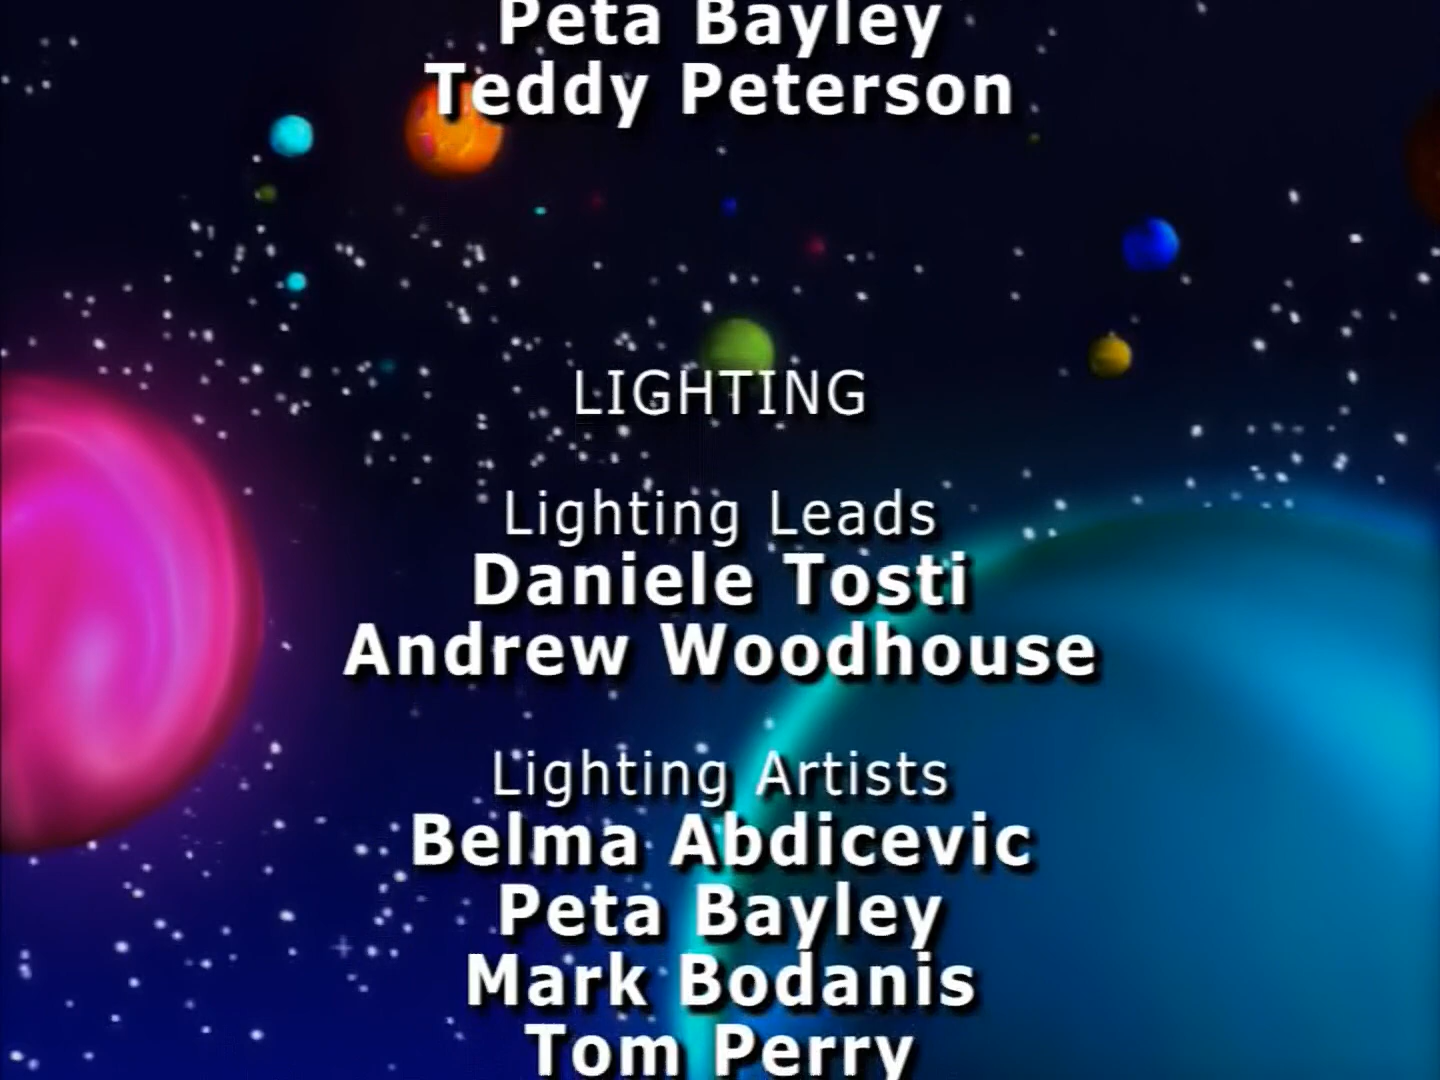 Peta Bayley
Teddy Peterson
LIGHTING
Lighting Leads
Daniele Tosti
Andrew Woodhouse
Lighting Artists
Belma Abdicevic
Peta Bayley
Mark Bodanis
Tom Perry